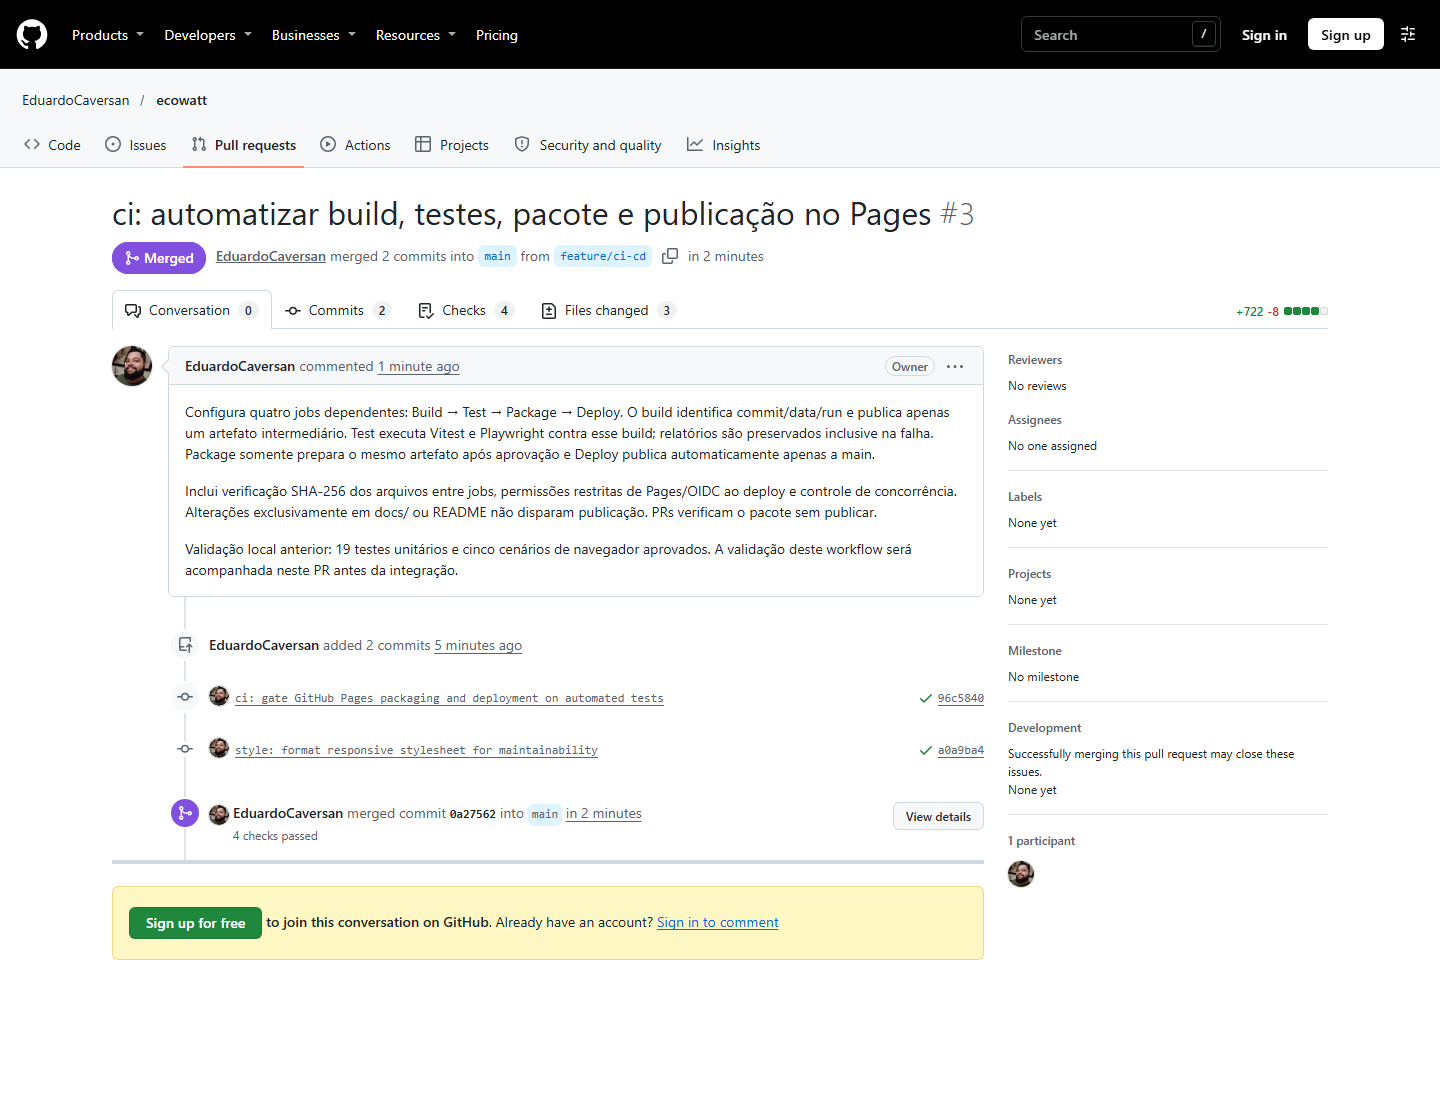 Products Developers Businesses Resources Pricing Search / Sign in Sign up
EduardoCaversan / ecowatt
Code Issues Pull requests Actions Projects Security and quality Insights
ci: automatizar build, testes, pacote e publicação no Pages #3
Merged EduardoCaversan merged 2 commits into main from feature/ci-cd in 2 minutes
Conversation 0 Commits 2 Checks 4 Files changed 3 +722 -8
EduardoCaversan commented 1 minute ago Owner
Configura quatro jobs dependentes: Build → Test → Package → Deploy. O build identifica commit/data/run e publica apenas
um artefato intermediário. Test executa Vitest e Playwright contra esse build; relatórios são preservados inclusive na falha.
Package somente prepara o mesmo artefato após aprovação e Deploy publica automaticamente apenas a main.
Inclui verificação SHA-256 dos arquivos entre jobs, permissões restritas de Pages/OIDC ao deploy e controle de concorrência.
Alterações exclusivamente em docs/ ou README não disparam publicação. PRs verificam o pacote sem publicar.
Validação local anterior: 19 testes unitários e cinco cenários de navegador aprovados. A validação deste workflow será
acompanhada neste PR antes da integração.
EduardoCaversan added 2 commits 5 minutes ago
ci: gate GitHub Pages packaging and deployment on automated tests 96c5840
style: format responsive stylesheet for maintainability a0a9ba4
EduardoCaversan merged commit 0a27562 into main in 2 minutes View details
4 checks passed
Sign up for free to join this conversation on GitHub. Already have an account? Sign in to comment
Reviewers
No reviews
Assignees
No one assigned
Labels
None yet
Projects
None yet
Milestone
No milestone
Development
Successfully merging this pull request may close these
issues.
None yet
1 participant